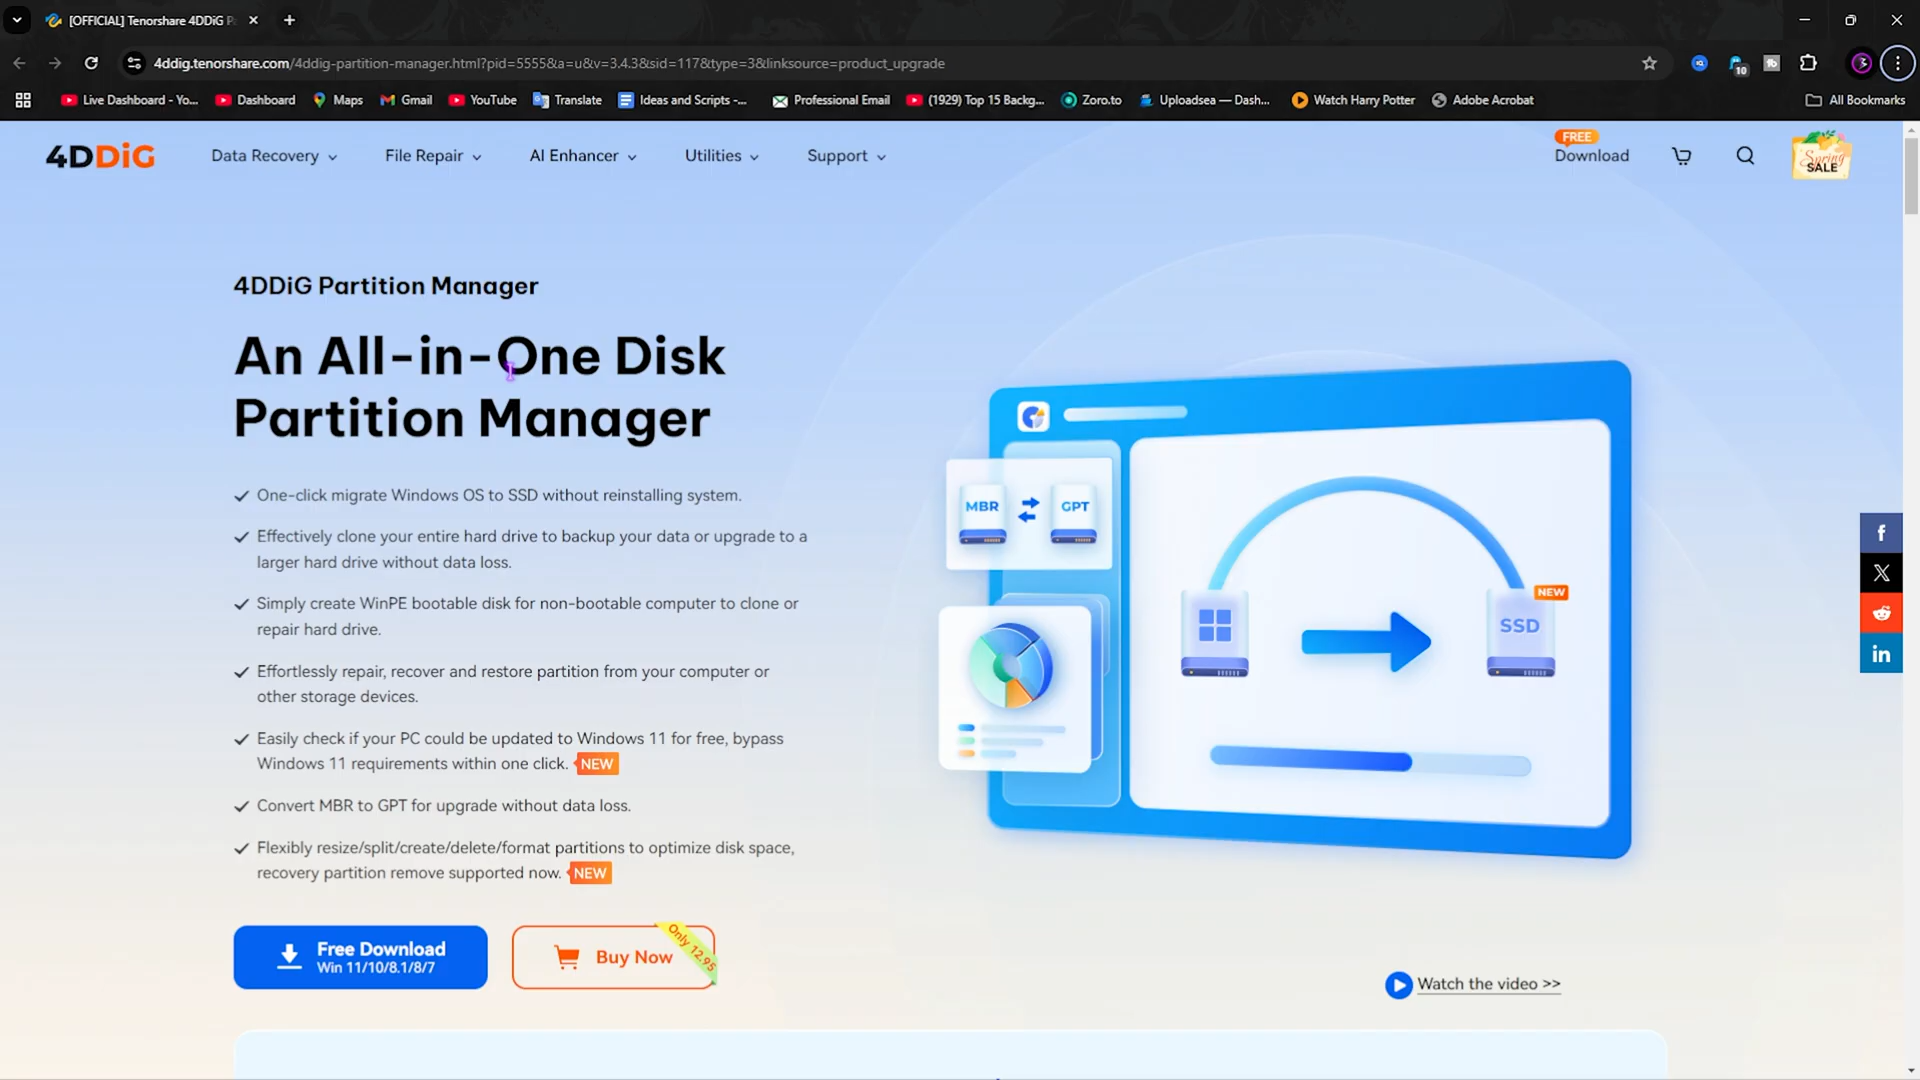 [OFFICIAL] Tenorshare 4DDiG P
4ddig.tenorshare.com/4ddig-partition-manager.html?pid=5555&a=u&v=3.4.3&sid=117&type=3&linksource=product_upgrade
10
Live Dashboard - Yo...
Dashboard
Maps
Gmail
YouTube
Translate
Ideas and Scripts -...
Professional Email
(1929) Top 15 Backg...
Zoro.to
Uploadsea — Dash...
Watch Harry Potter
Adobe Acrobat
All Bookmarks
4DDiG
Data Recovery
File Repair
AI Enhancer
Utilities
Support
FREE
Download
Spring
SALE
4DDiG Partition Manager
An All-in-One Disk
Partition Manager
One-click migrate Windows OS to SSD without reinstalling system.
Effectively clone your entire hard drive to backup your data or upgrade to a
larger hard drive without data loss.
Simply create WinPE bootable disk for non-bootable computer to clone or
repair hard drive.
Effortlessly repair, recover and restore partition from your computer or
other storage devices.
Easily check if your PC could be updated to Windows 11 for free, bypass
Windows 11 requirements within one click. NEW
Convert MBR to GPT for upgrade without data loss.
Flexibly resize/split/create/delete/format partitions to optimize disk space,
recovery partition remove supported now. NEW
Free Download
Win 11/10/8.1/8/7
Buy Now
Only 12.95
MBR
GPT
NEW
SSD
Watch the video >>